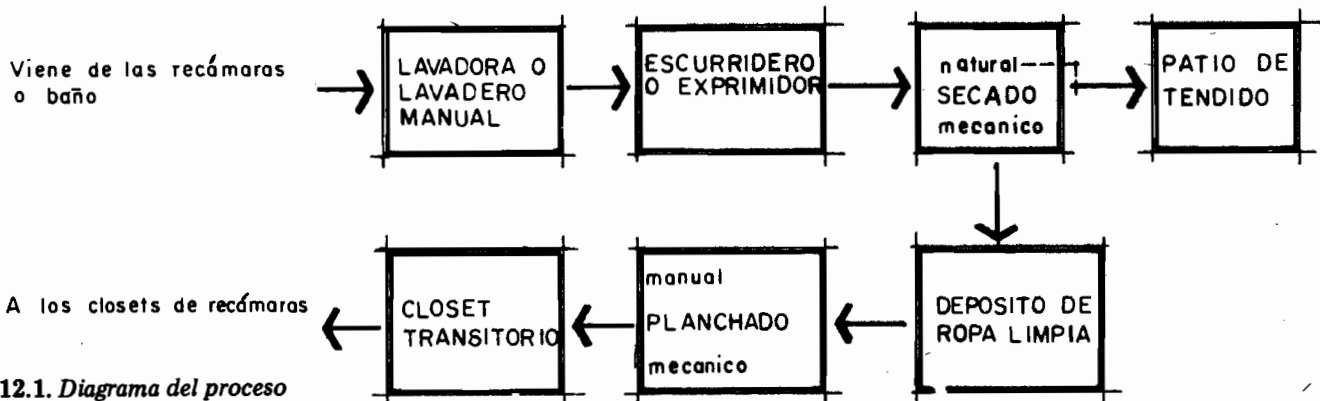 Viene de las recámaras
o baño
LAVADORA O
LAVADERO
MANUAL
ESCURRIDERO
O EXPRIMIDOR
natural
SECADO
mecanico
PATIO DE
TENDIDO
A los closets de recámaras
CLOSET
TRANSITORIO
manual
PLANCHADO
mecanico
DEPOSITO DE
ROPA LIMPIA
12.1. Diagrama del proceso